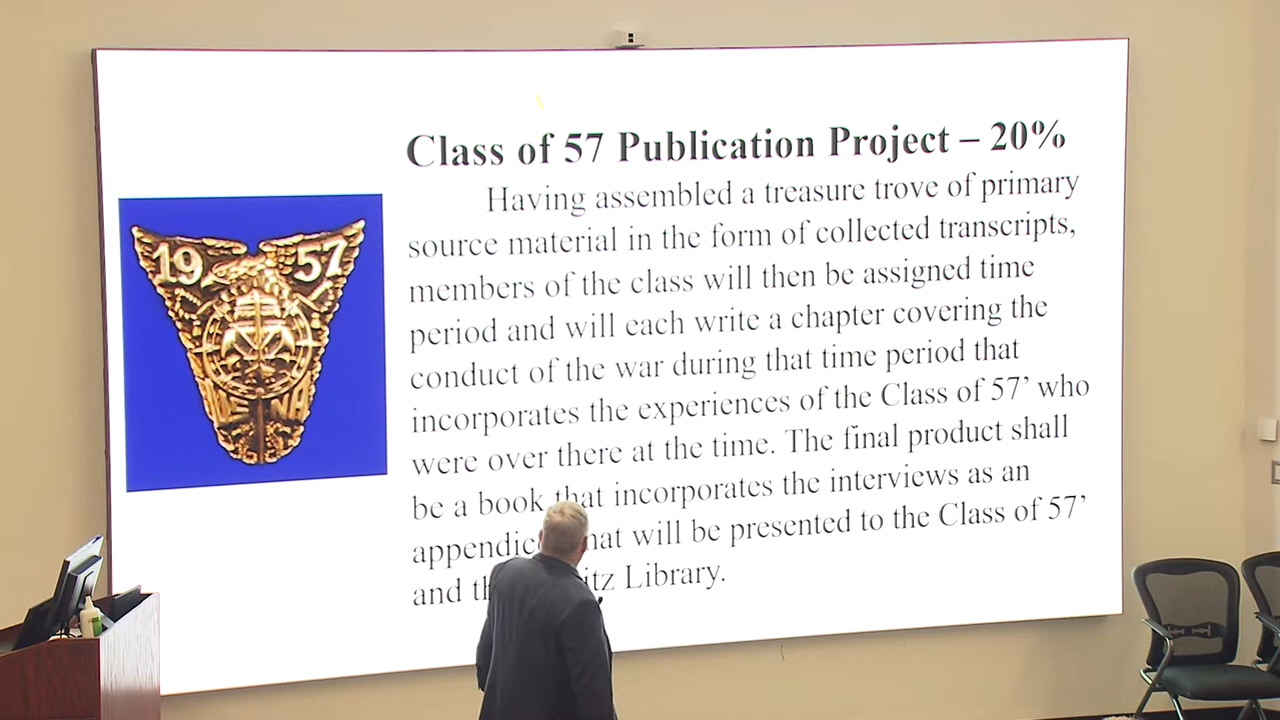 Class of 57 Publication Project – 20%
Having assembled a treasure trove of primary
source material in the form of collected transcripts,
members of the class will then be assigned time
period and will each write a chapter covering the
conduct of the war during that time period that
incorporates the experiences of the Class of 57’ who
were over there at the time. The final product shall
be a book that incorporates the interviews as an
that will be presented to the Class of 57’
and Library.
19 57
USNA